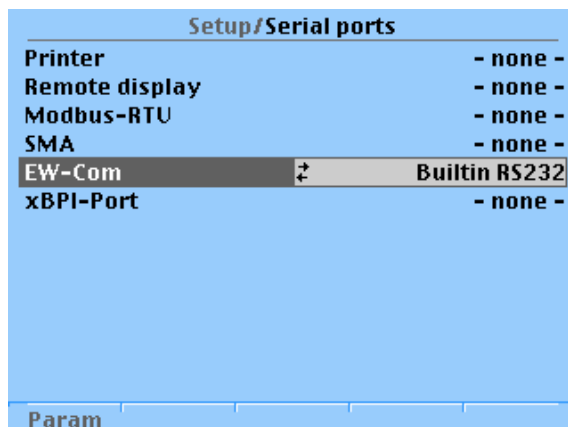 Setup/Serial ports
Printer - none -
Remote display - none -
Modbus-RTU - none -
SMA - none -
EW-Com Builtin RS232
xBPI-Port - none -
Param